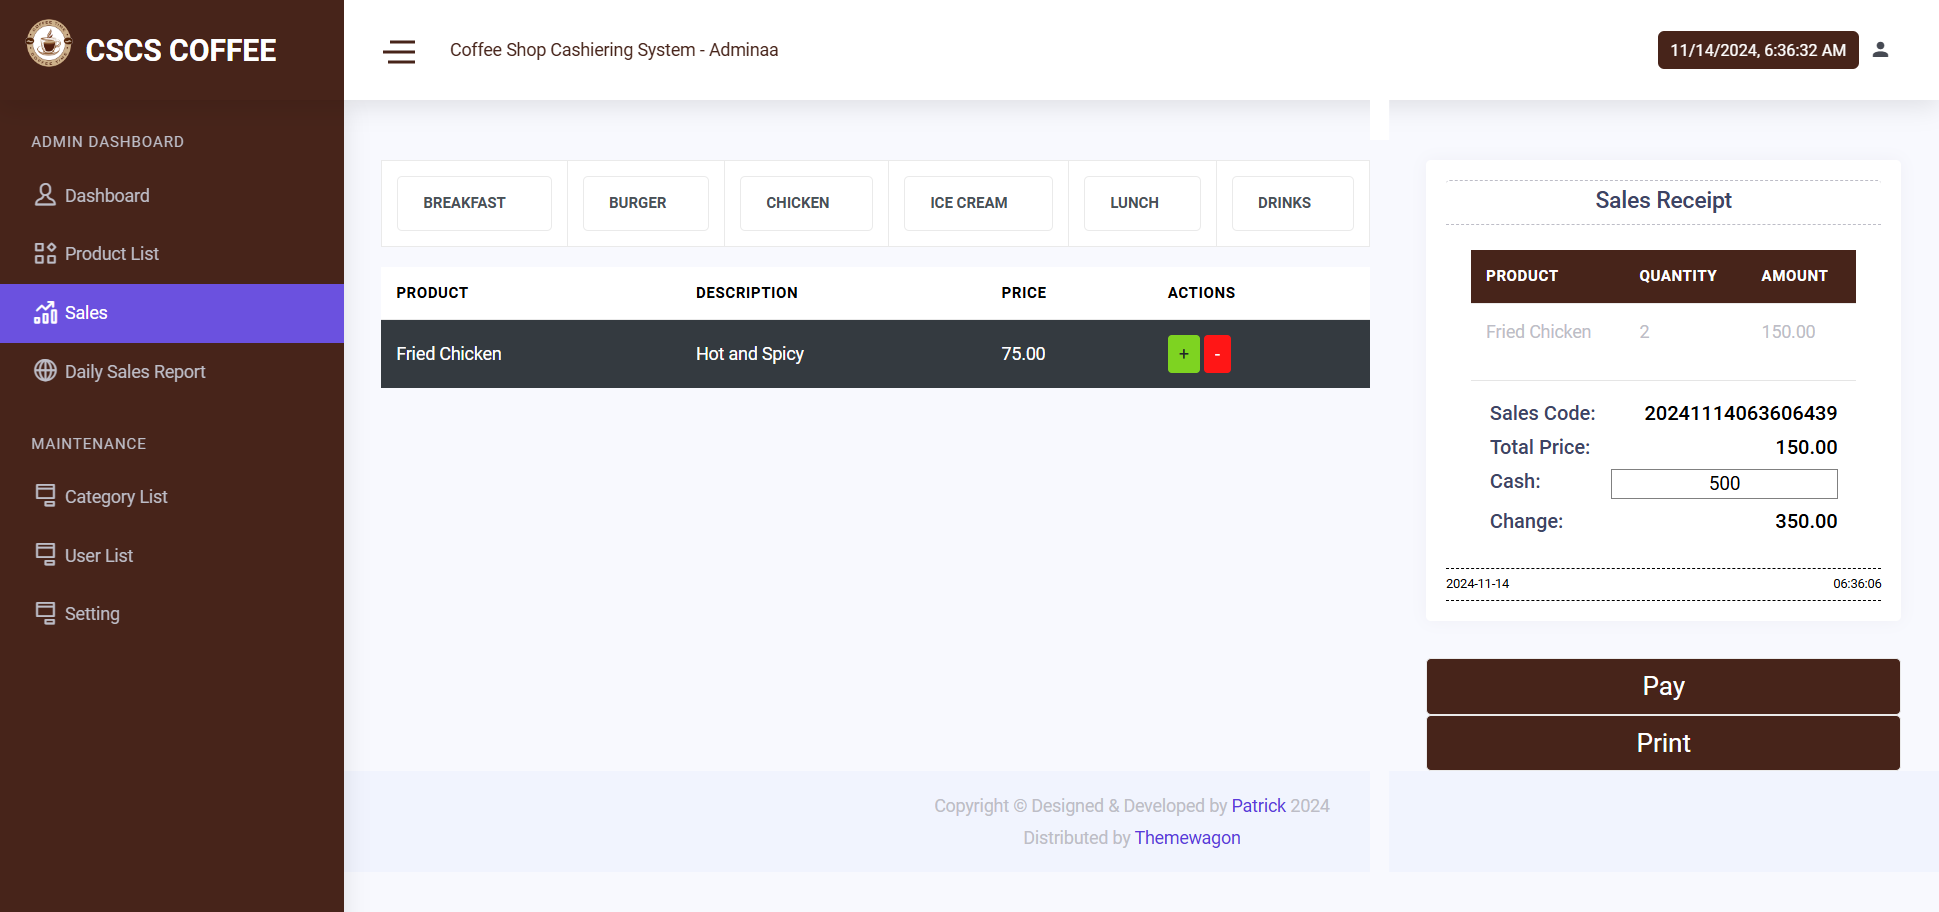 CSCS COFFEE
Coffee Shop Cashiering System - Adminaa
11/14/2024, 6:36:32 AM
ADMIN DASHBOARD
Dashboard
Product List
Sales
Daily Sales Report
MAINTENANCE
Category List
User List
Setting
BREAKFAST BURGER CHICKEN ICE CREAM LUNCH DRINKS
PRODUCT DESCRIPTION PRICE ACTIONS
Fried Chicken Hot and Spicy 75.00 + -
Sales Receipt
PRODUCT QUANTITY AMOUNT
Fried Chicken 2 150.00
Sales Code: 20241114063606439
Total Price: 150.00
Cash: 500
Change: 350.00
2024-11-14 06:36:06
Pay
Print
Copyright © Designed & Developed by Patrick 2024
Distributed by Themewagon